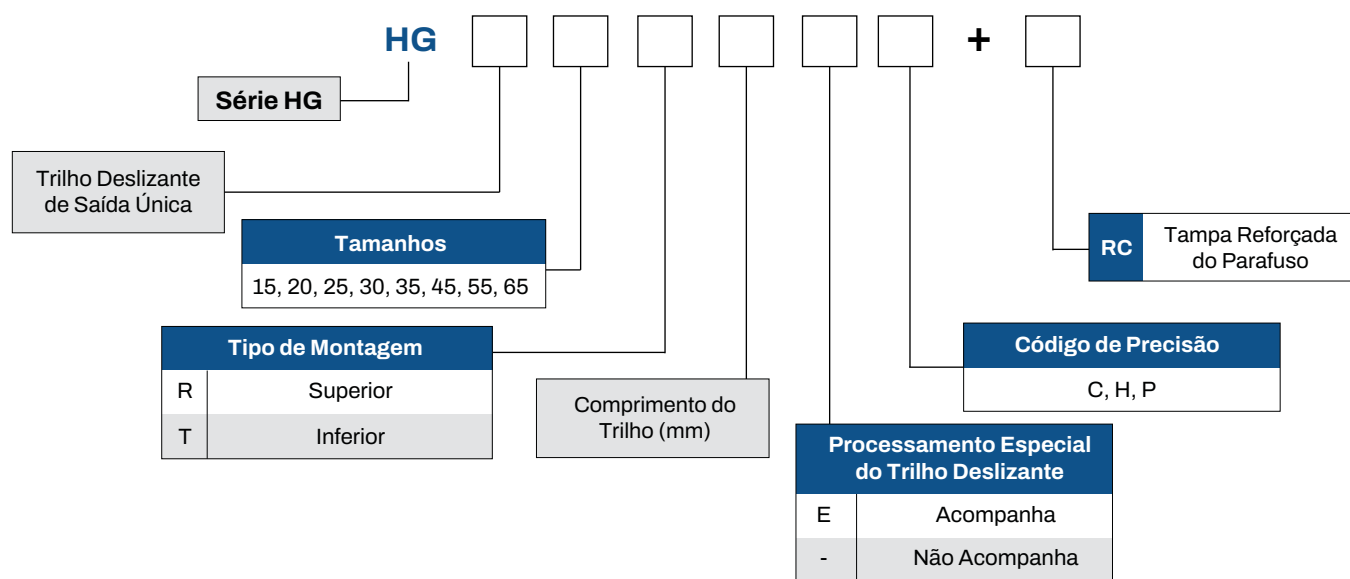 HG +
Série HG
Trilho Deslizante
de Saída Única
Tamanhos
15, 20, 25, 30, 35, 45, 55, 65
RC
Tampa Reforçada
do Parafuso
Tipo de Montagem
R Superior
T Inferior
Comprimento do
Trilho (mm)
Código de Precisão
C, H, P
Processamento Especial
do Trilho Deslizante
E Acompanha
- Não Acompanha